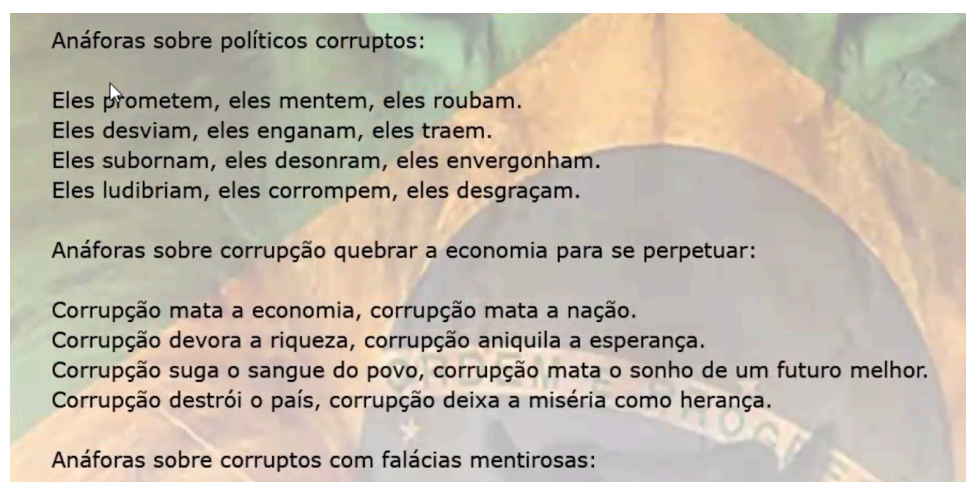 Anáforas sobre políticos corruptos:
Eles prometem, eles mentem, eles roubam.
Eles desviam, eles enganam, eles traem.
Eles subornam, eles desonram, eles envergonham.
Eles ludibriam, eles corrompem, eles desgraçam.
Anáforas sobre corrupção quebrar a economia para se perpetuar:
Corrupção mata a economia, corrupção mata a nação.
Corrupção devora a riqueza, corrupção aniquila a esperança.
Corrupção suga o sangue do povo, corrupção mata o sonho de um futuro melhor.
Corrupção destrói o país, corrupção deixa a miséria como herança.
Anáforas sobre corruptos com falácias mentirosas: